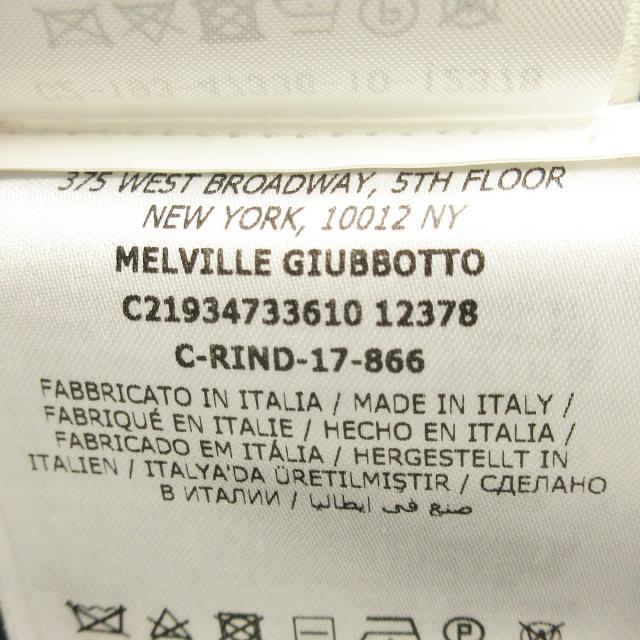 375 WEST BROADWAY, 5TH FLOOR
NEW YORK, 10012 NY
MELVILLE GIUBBOTTO
C21934733610 12378
C-RIND-17-866
FABBRICATO IN ITALIA / MADE IN ITALY /
FABRIQUÉ EN ITALIE / HECHO EN ITALIA /
FABRICADO EM ITÁLIA / HERGESTELLT IN
ITALIEN / ITALYA'DA ÜRETILMIŞTIR / СДЕЛАНО
В ИТАЛИИ / صنع في ايطاليا